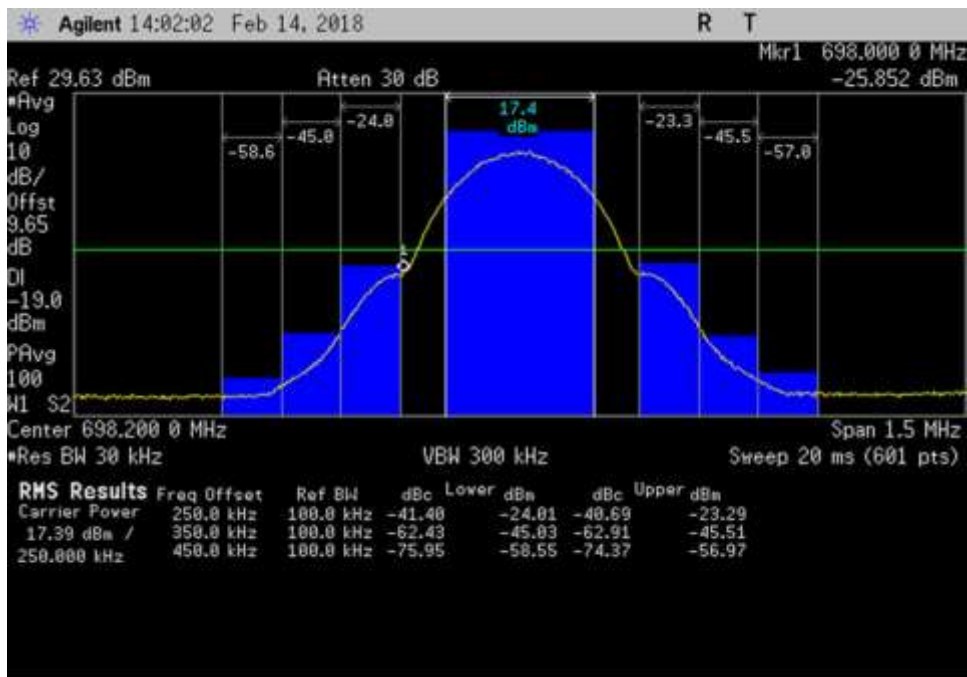 Agilent 14:02:02 Feb 14, 2018 R T
Mkr1 698.000 0 MHz
Ref 29.63 dBm Atten 30 dB -25.852 dBm
#Avg
Log
10
dB/
Offst
9.65
dB
DI
-19.0
dBm
PAvg
100
W1 S2
-58.6 -45.0 -24.0 17.4 dBm -23.3 -45.5 -57.0
1
Center 698.200 0 MHz Span 1.5 MHz
#Res BW 30 kHz VBW 300 kHz Sweep 20 ms (601 pts)
RMS Results Freq Offset Ref BW dBc Lower dBm dBc Upper dBm
Carrier Power 250.0 kHz 100.0 kHz -41.40 -24.01 -40.69 -23.29
17.39 dBm / 350.0 kHz 100.0 kHz -62.43 -45.03 -62.91 -45.51
250.000 kHz 450.0 kHz 100.0 kHz -75.95 -58.55 -74.37 -56.97